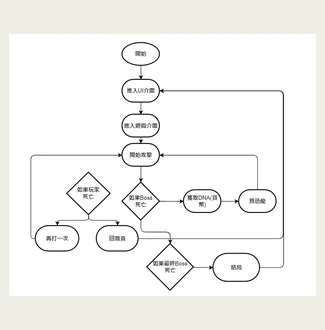 開始
進入UI介面
進入遊戲介面
開始攻擊
如果玩家
死亡
如果Boss
死亡
獲取DNA(貨
幣)
買恐龍
再打一次
回首頁
如果最終Boss
死亡
結局